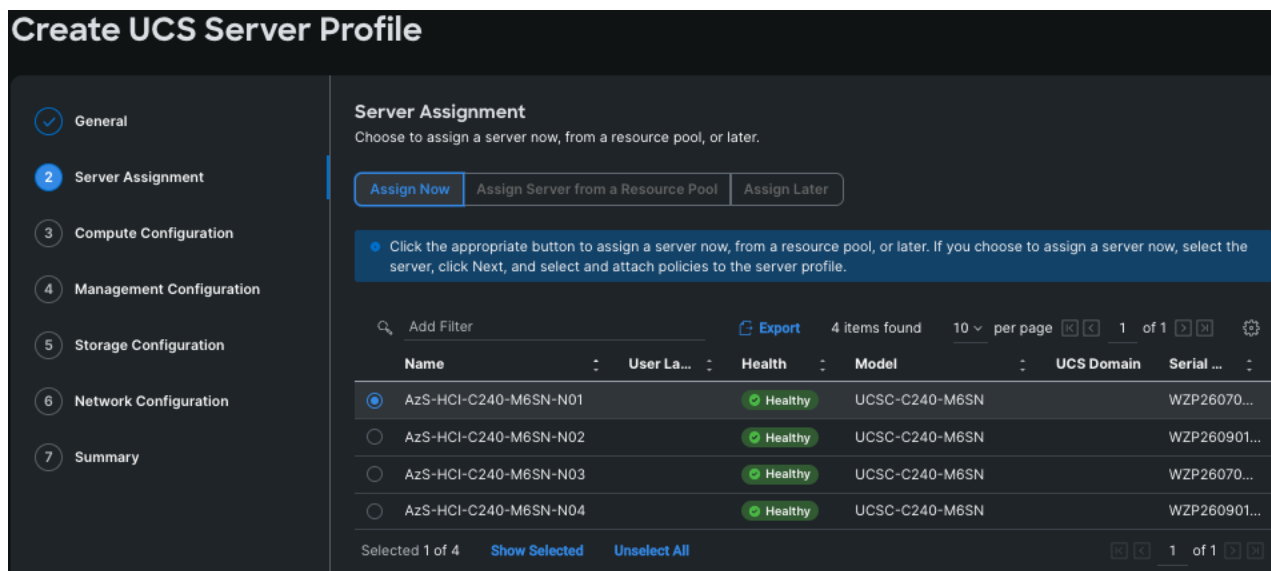 Create UCS Server Profile
General
2 Server Assignment
3 Compute Configuration
4 Management Configuration
5 Storage Configuration
6 Network Configuration
7 Summary
Server Assignment
Choose to assign a server now, from a resource pool, or later.
Assign Now Assign Server from a Resource Pool Assign Later
Click the appropriate button to assign a server now, from a resource pool, or later. If you choose to assign a server now, select the
server, click Next, and select and attach policies to the server profile.
Add Filter Export 4 items found 10 per page 1 of 1
Name User La... Health Model UCS Domain Serial ...
AzS-HCI-C240-M6SN-N01 Healthy UCSC-C240-M6SN WZP26070...
AzS-HCI-C240-M6SN-N02 Healthy UCSC-C240-M6SN WZP260901...
AzS-HCI-C240-M6SN-N03 Healthy UCSC-C240-M6SN WZP26070...
AzS-HCI-C240-M6SN-N04 Healthy UCSC-C240-M6SN WZP260901...
Selected 1 of 4 Show Selected Unselect All 1 of 1